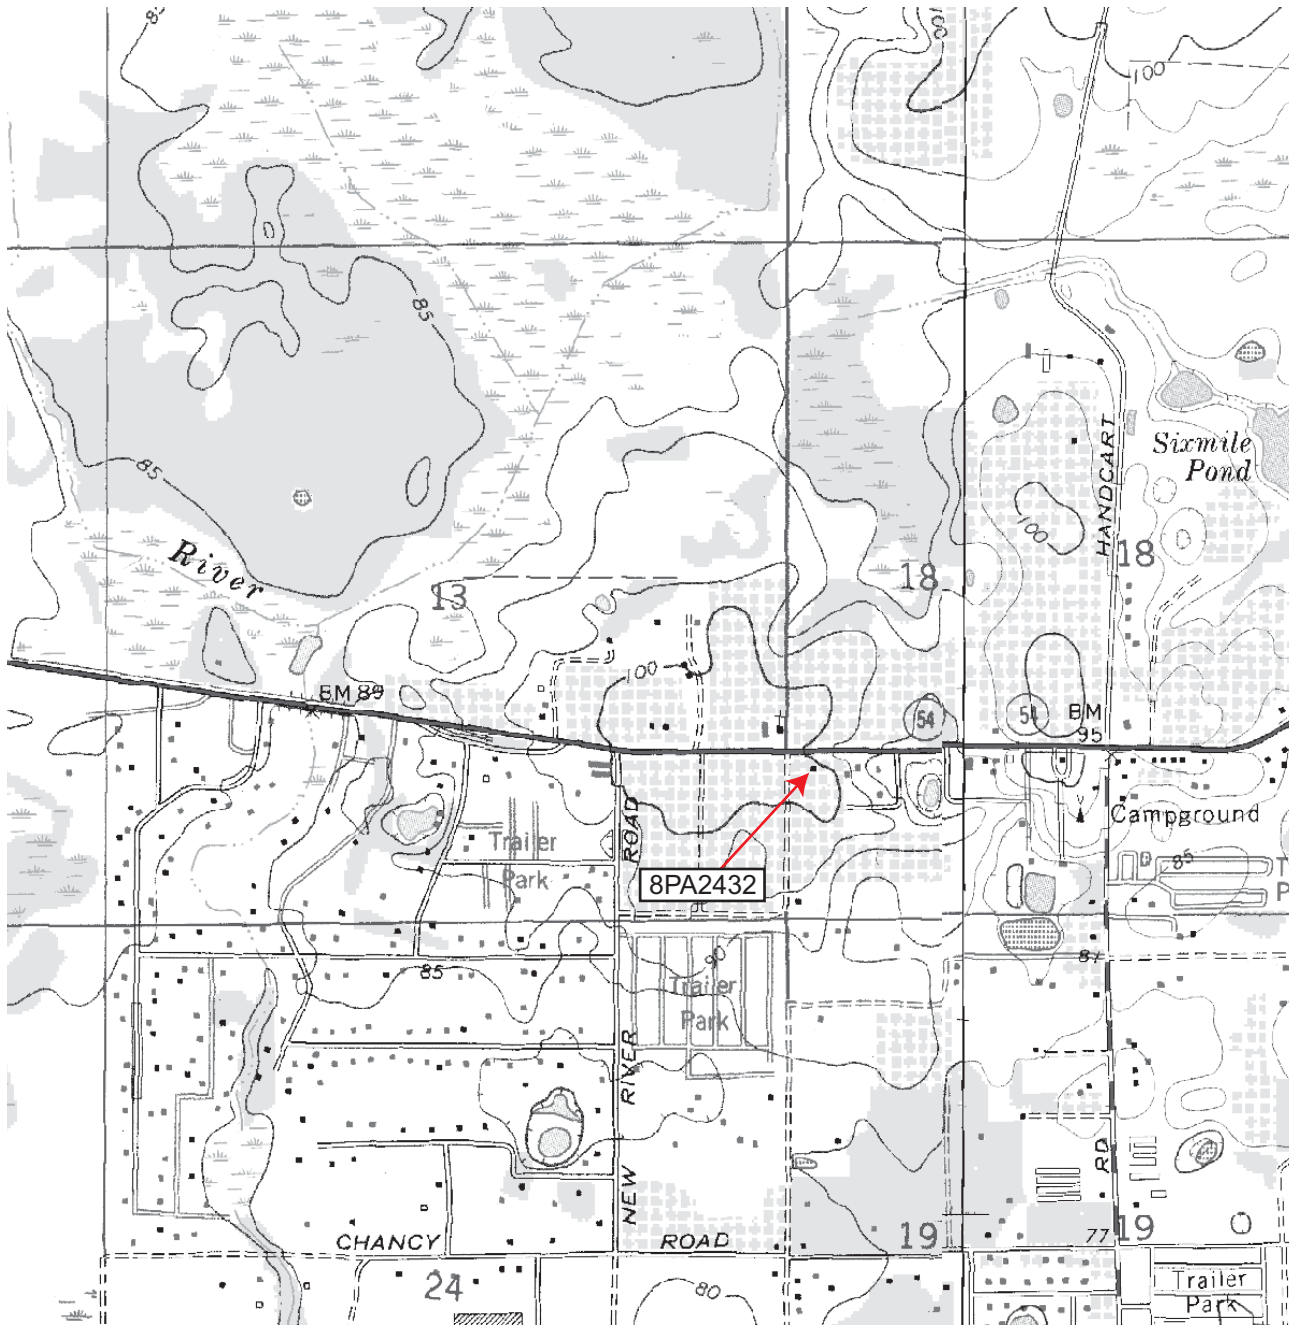 85
100
85
85
HANDCART
Sixmile
Pond
100
River
18
18
13
100
BM 89
54
54
BM
95
ROAD
Trailer
Park
Campground
85
T
P
8PA2432
85
90
87
Trailer
Park
RIVER
NEW
RD
CHANCY
ROAD
19
77
19
24
80
Trailer
Park